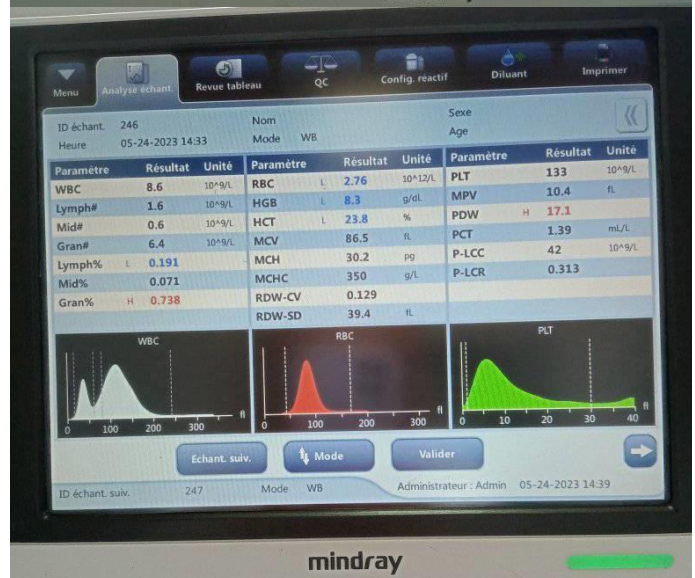 Menu
Analyse échant.
Revue tableau
QC
Config. réactif
Diluant
Imprimer
ID échant. 246 Nom Sexe
Heure 05-24-2023 14:33 Mode WB Age
Paramètre Résultat Unité Paramètre Résultat Unité Paramètre Résultat Unité
WBC 8.6 10^9/L RBC L 2.76 10^12/L PLT 133 10^9/L
Lymph# 1.6 10^9/L HGB L 8.3 g/dL MPV 10.4 fL
Mid# 0.6 10^9/L HCT L 23.8 % PDW H 17.1
Gran# 6.4 10^9/L MCV 86.5 fL PCT 1.39 mL/L
Lymph% L 0.191 MCH 30.2 pg P-LCC 42 10^9/L
Mid% 0.071 MCHC 350 g/L P-LCR 0.313
Gran% H 0.738 RDW-CV 0.129
RDW-SD 39.4 fL
WBC RBC PLT
0 100 200 300 fl 0 100 200 300 fl 0 10 20 30 40 fl
Echant. suiv. Mode Valider
ID échant. suiv. 247 Mode WB Administrateur : Admin 05-24-2023 14:39
mindray